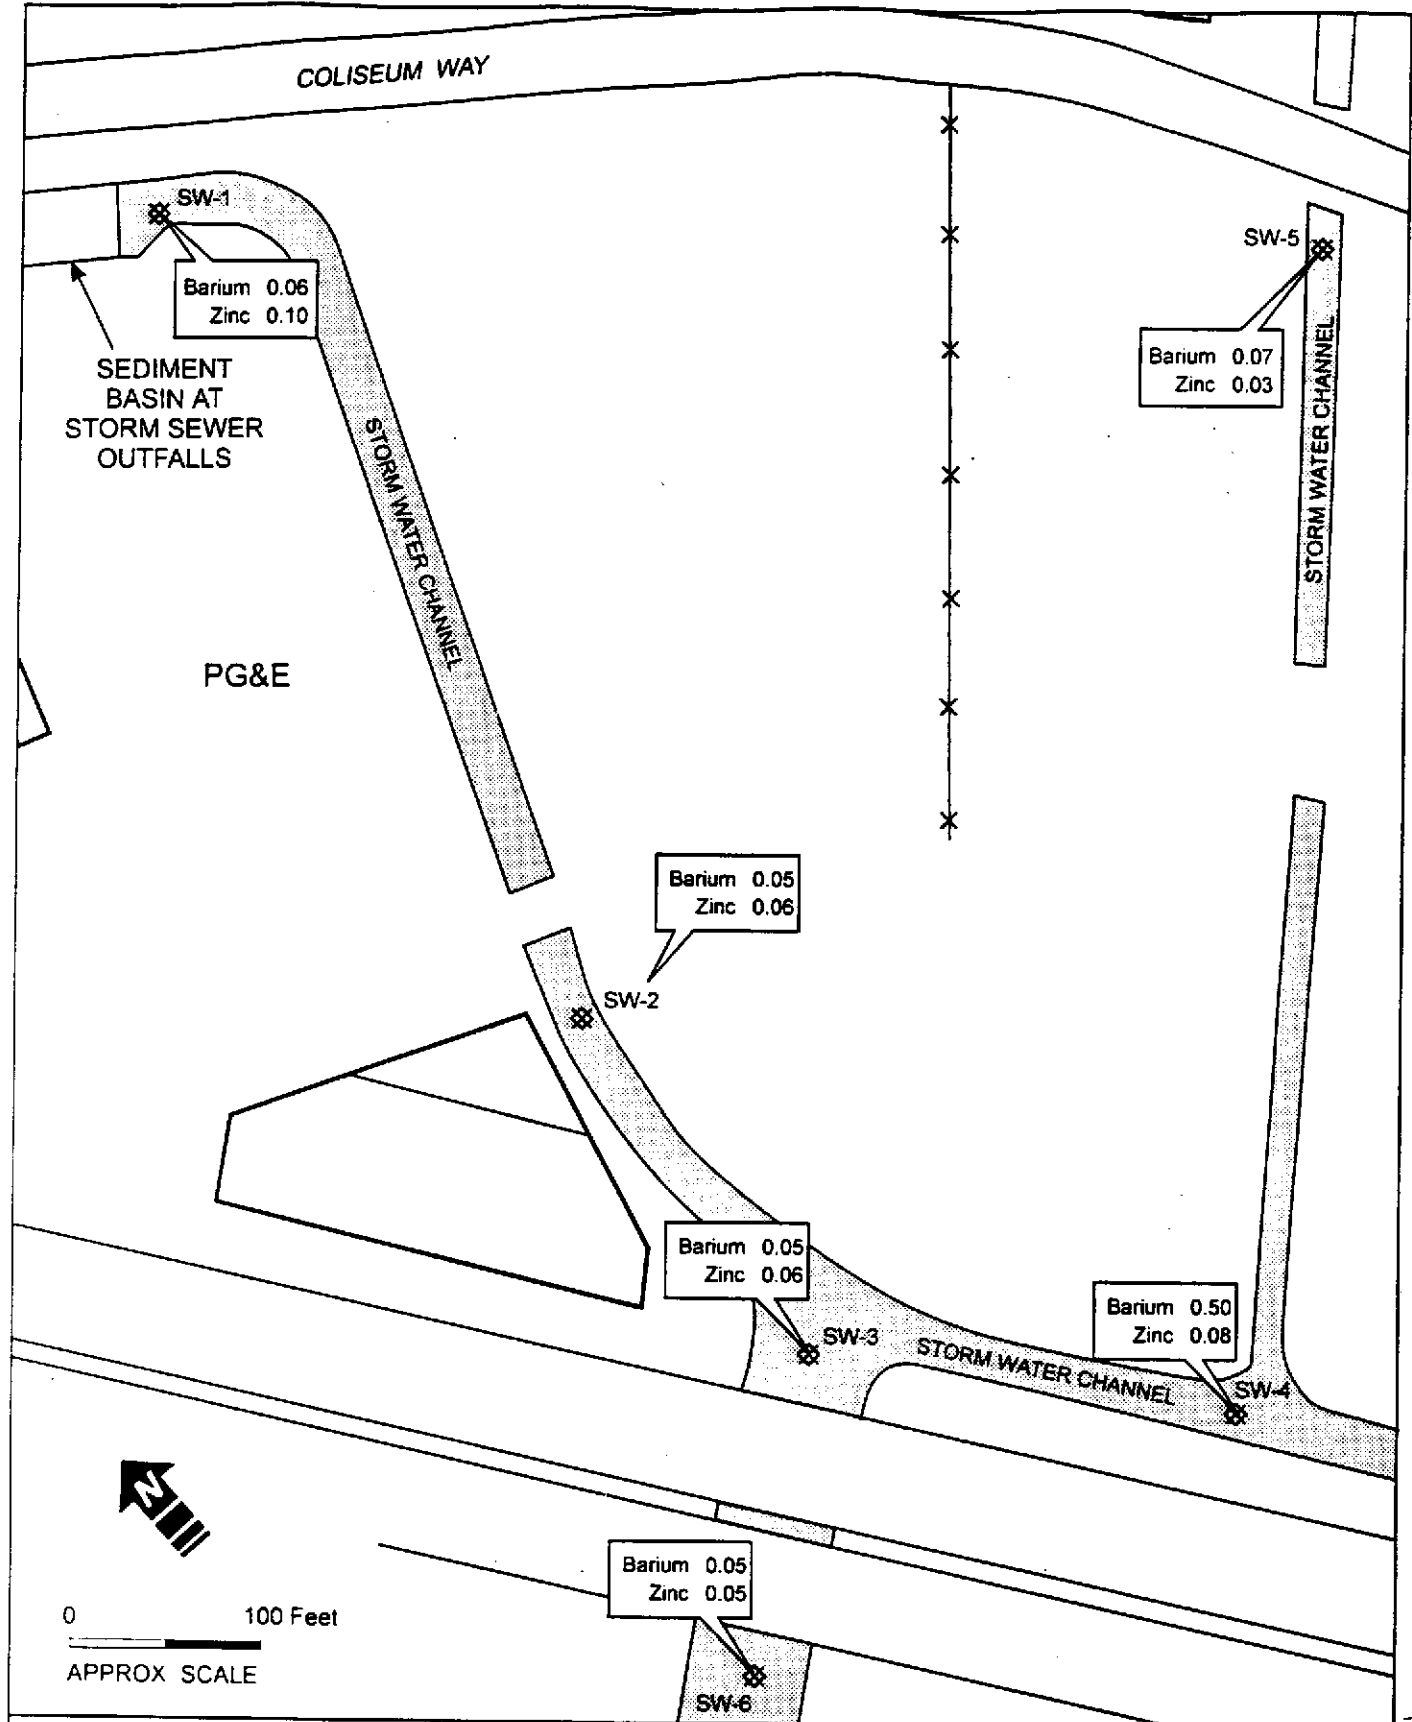 COLISEUM WAY
SW-1
Barium 0.06
Zinc 0.10
SEDIMENT
BASIN AT
STORM SEWER
OUTFALLS
STORM WATER CHANNEL
SW-5
Barium 0.07
Zinc 0.03
STORM WATER CHANNEL
PG&E
Barium 0.05
Zinc 0.06
SW-2
Barium 0.05
Zinc 0.06
SW-3
STORM WATER CHANNEL
Barium 0.50
Zinc 0.08
SW-4
N
Barium 0.05
Zinc 0.05
SW-6
0 100 Feet
APPROX SCALE